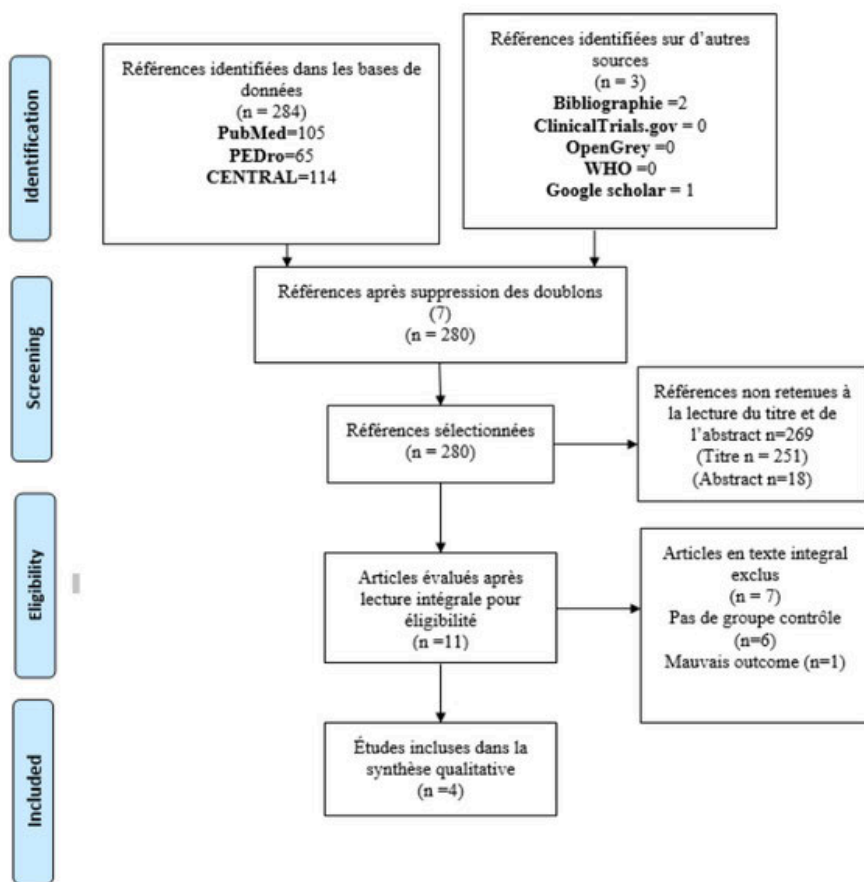 Identification
Références identifiées dans les bases de
données
(n = 284)
PubMed=105
PEDro=65
CENTRAL=114
Références identifiées sur d’autres
sources
(n = 3)
Bibliographie =2
ClinicalTrials.gov = 0
OpenGrey =0
WHO =0
Google scholar = 1
Screening
Références après suppression des doublons
(7)
(n = 280)
Références sélectionnées
(n = 280)
Références non retenues à
la lecture du titre et de
l’abstract n=269
(Titre n = 251)
(Abstract n=18)
Eligibility
Articles évalués après
lecture intégrale pour
éligibilité
(n =11)
Articles en texte integral
exclus
(n = 7)
Pas de groupe contrôle
(n=6)
Mauvais outcome (n=1)
Included
Études incluses dans la
synthèse qualitative
(n =4)